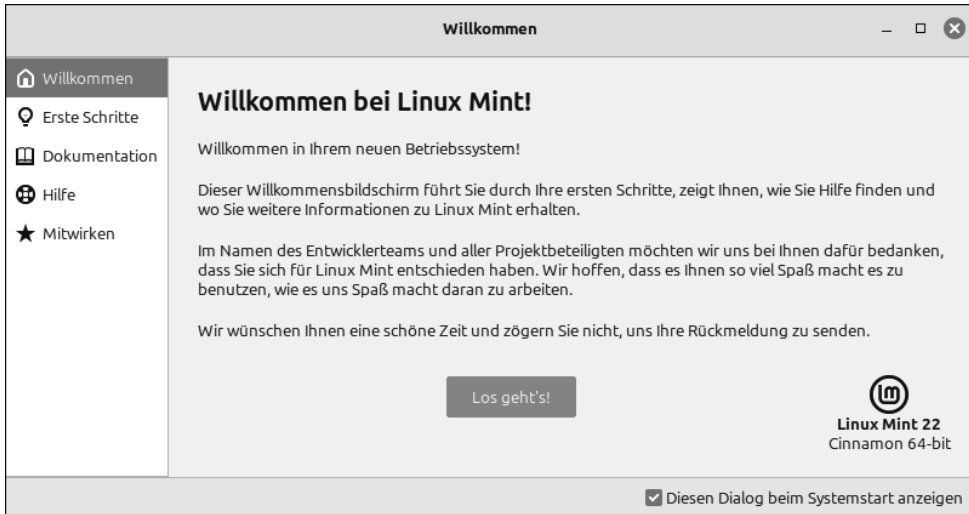 Willkommen
Willkommen
Erste Schritte
Dokumentation
Hilfe
Mitwirken
Willkommen bei Linux Mint!
Willkommen in Ihrem neuen Betriebssystem!
Dieser Willkommensbildschirm führt Sie durch Ihre ersten Schritte, zeigt Ihnen, wie Sie Hilfe finden und
wo Sie weitere Informationen zu Linux Mint erhalten.
Im Namen des Entwicklerteams und aller Projektbeteiligten möchten wir uns bei Ihnen dafür bedanken,
dass Sie sich für Linux Mint entschieden haben. Wir hoffen, dass es Ihnen so viel Spaß macht es zu
benutzen, wie es uns Spaß macht daran zu arbeiten.
Wir wünschen Ihnen eine schöne Zeit und zögern Sie nicht, uns Ihre Rückmeldung zu senden.
Los geht's!
lm
Linux Mint 22
Cinnamon 64-bit
Diesen Dialog beim Systemstart anzeigen